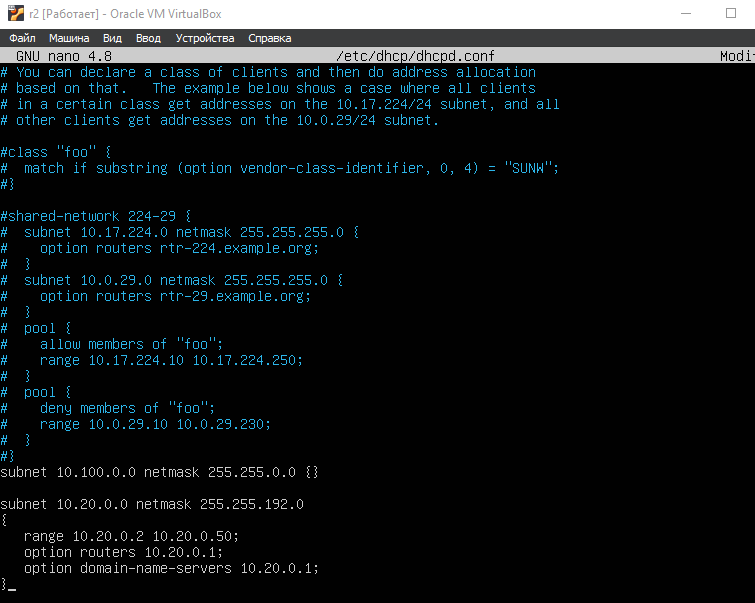 r2 [Работает] - Oracle VM VirtualBox
Файл Машина Вид Ввод Устройства Справка
GNU nano 4.8 /etc/dhcp/dhcpd.conf Modi
# You can declare a class of clients and then do address allocation
# based on that.   The example below shows a case where all clients
# in a certain class get addresses on the 10.17.224/24 subnet, and all
# other clients get addresses on the 10.0.29/24 subnet.

#class "foo" {
#  match if substring (option vendor-class-identifier, 0, 4) = "SUNW";
#}

#shared-network 224-29 {
#  subnet 10.17.224.0 netmask 255.255.255.0 {
#    option routers rtr-224.example.org;
#  }
#  subnet 10.0.29.0 netmask 255.255.255.0 {
#    option routers rtr-29.example.org;
#  }
#  pool {
#    allow members of "foo";
#    range 10.17.224.10 10.17.224.250;
#  }
#  pool {
#    deny members of "foo";
#    range 10.0.29.10 10.0.29.230;
#  }
#}
subnet 10.100.0.0 netmask 255.255.0.0 {}

subnet 10.20.0.0 netmask 255.255.192.0
{
   range 10.20.0.2 10.20.0.50;
   option routers 10.20.0.1;
   option domain-name-servers 10.20.0.1;
}